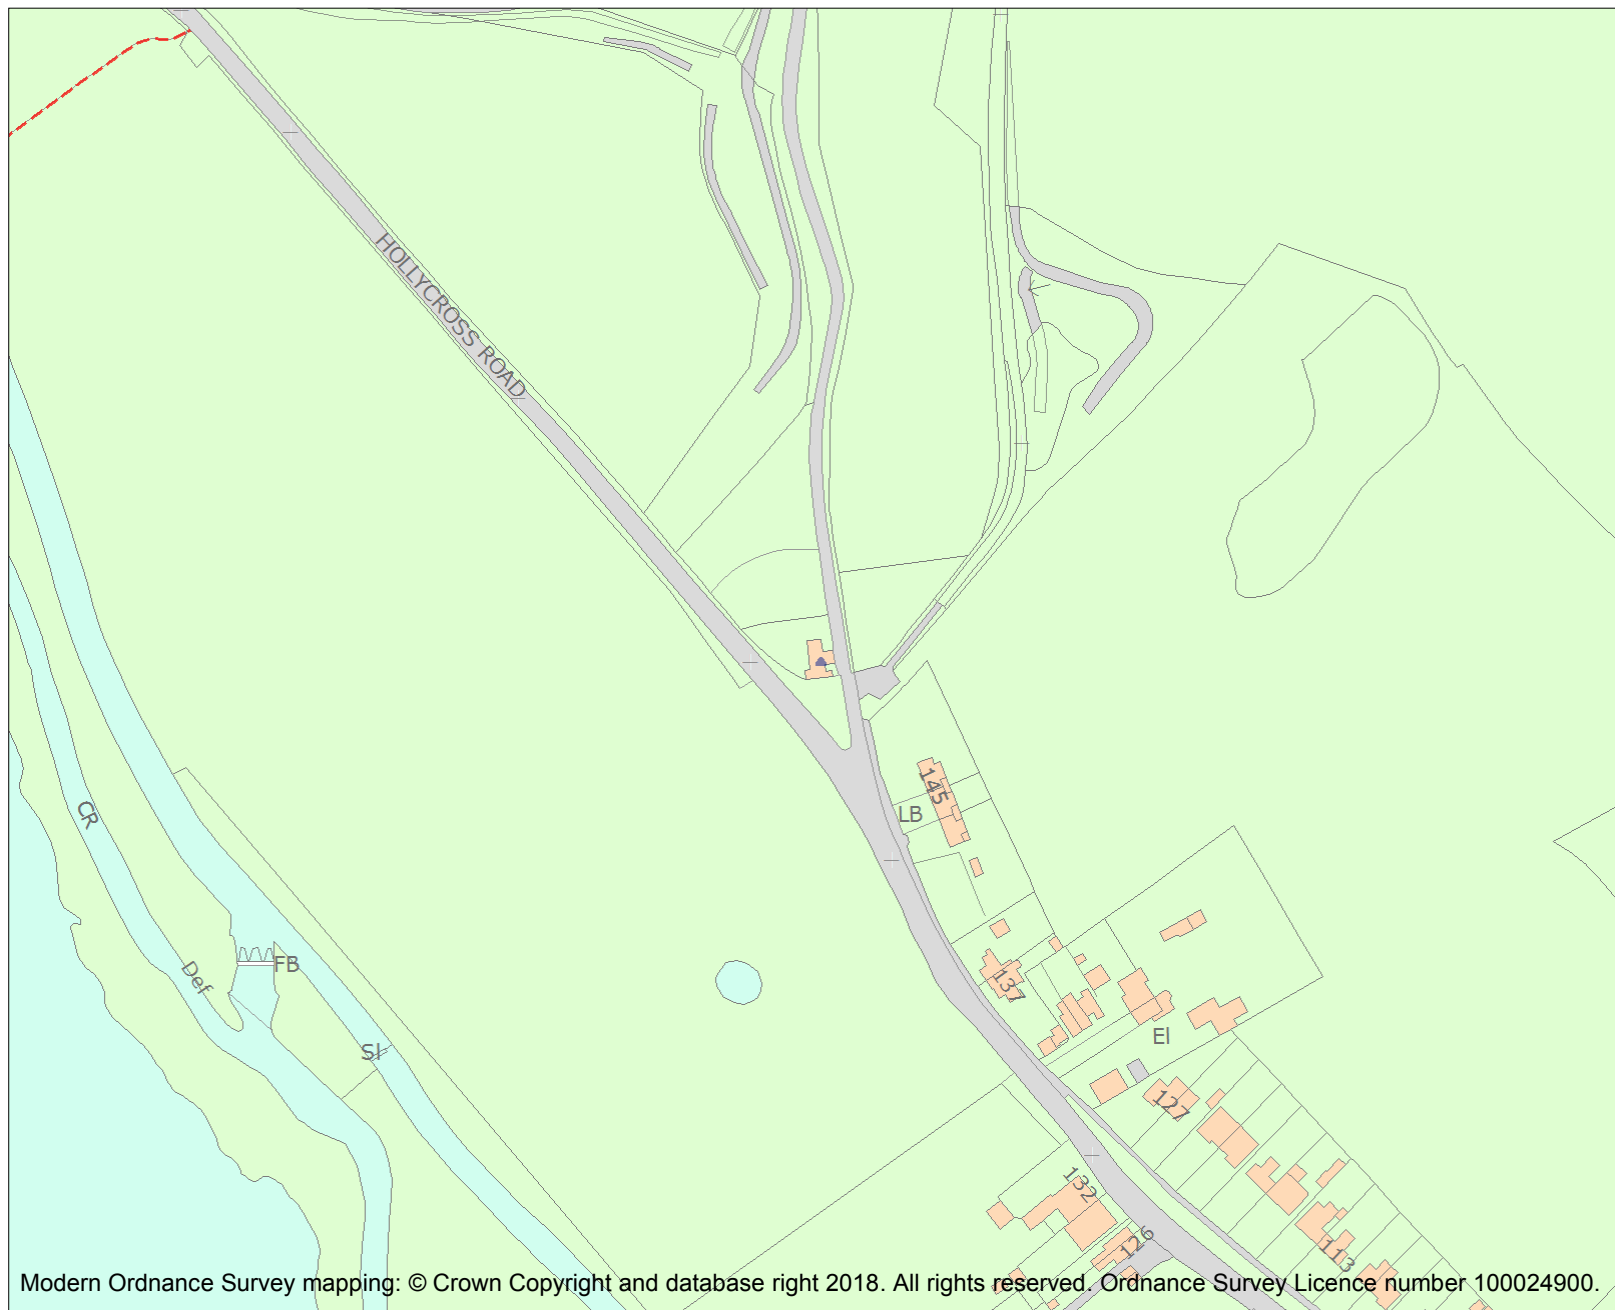 HOLLYCROSS ROAD
145
LB
CR
FB
Def
137
El
Sl
127
132
126
113
Modern Ordnance Survey mapping: © Crown Copyright and database right 2018. All rights reserved. Ordnance Survey Licence number 100024900.